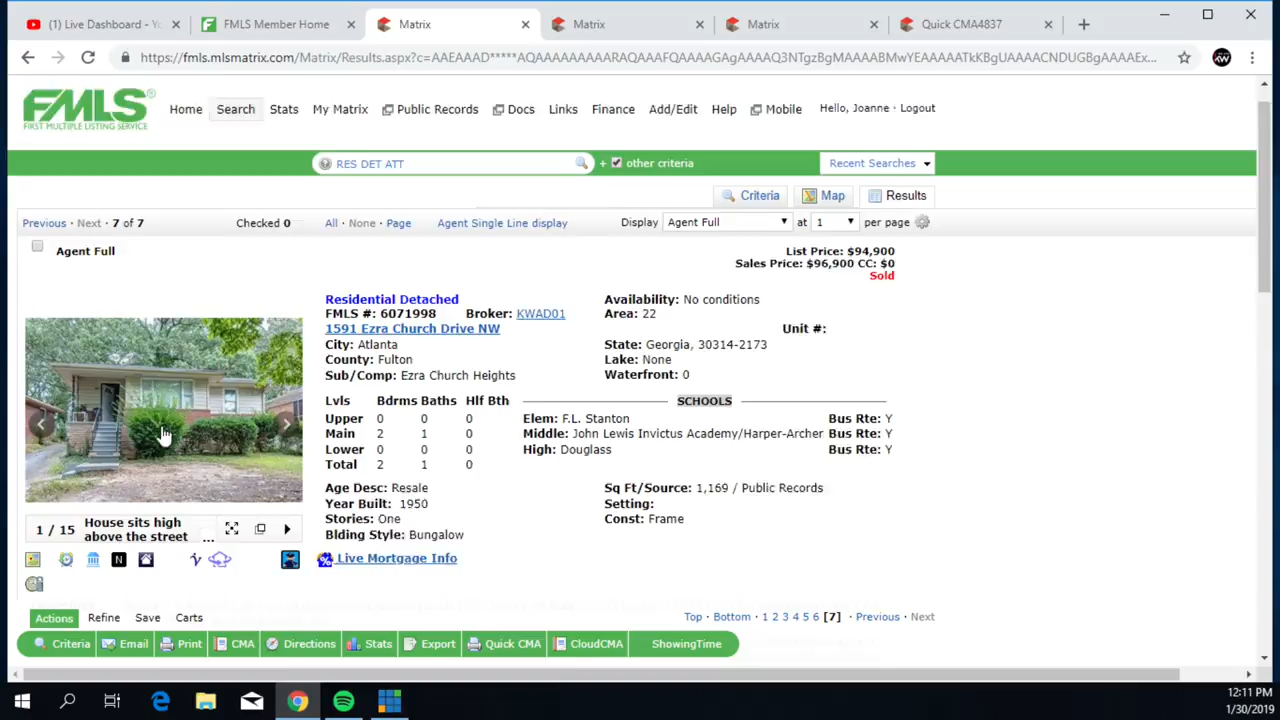 (1) Live Dashboard - Yo
FMLS Member Home
Matrix
Matrix
Matrix
Quick CMA4837
https://fmls.mlsmatrix.com/Matrix/Results.aspx?c=AAEAAAD*****AQAAAAAAAAARAQAAAFQAAAAGAgAAAAQ3NTgzBgMAAAABMwYEAAAAATkKBgUAAAACNDUGBgAAAAEx...
FMLS
FIRST MULTIPLE LISTING SERVICE
Home Search Stats My Matrix Public Records Docs Links Finance Add/Edit Help Mobile Hello, Joanne · Logout
RES DET ATT + other criteria Recent Searches
Criteria Map Results
Previous · Next · 7 of 7 Checked 0 All · None · Page Agent Single Line display Display Agent Full at 1 per page
Agent Full
List Price: $94,900
Sales Price: $96,900 CC: $0
Sold
Residential Detached Availability: No conditions
FMLS #: 6071998 Broker: KWAD01 Area: 22
1591 Ezra Church Drive NW Unit #:
City: Atlanta State: Georgia, 30314-2173
County: Fulton Lake: None
Sub/Comp: Ezra Church Heights Waterfront: 0
Lvls Bdrms Baths Hlf Bth SCHOOLS
Upper 0 0 0 Elem: F.L. Stanton Bus Rte: Y
Main 2 1 0 Middle: John Lewis Invictus Academy/Harper-Archer Bus Rte: Y
Lower 0 0 0 High: Douglass Bus Rte: Y
Total 2 1 0
Age Desc: Resale Sq Ft/Source: 1,169 / Public Records
Year Built: 1950 Setting:
Stories: One Const: Frame
Blding Style: Bungalow
1 / 15 House sits high above the street ...
N
Live Mortgage Info
Actions Refine Save Carts Top · Bottom · 1 2 3 4 5 6 [7] · Previous · Next
Criteria Email Print CMA Directions Stats Export Quick CMA CloudCMA ShowingTime
12:11 PM
1/30/2019